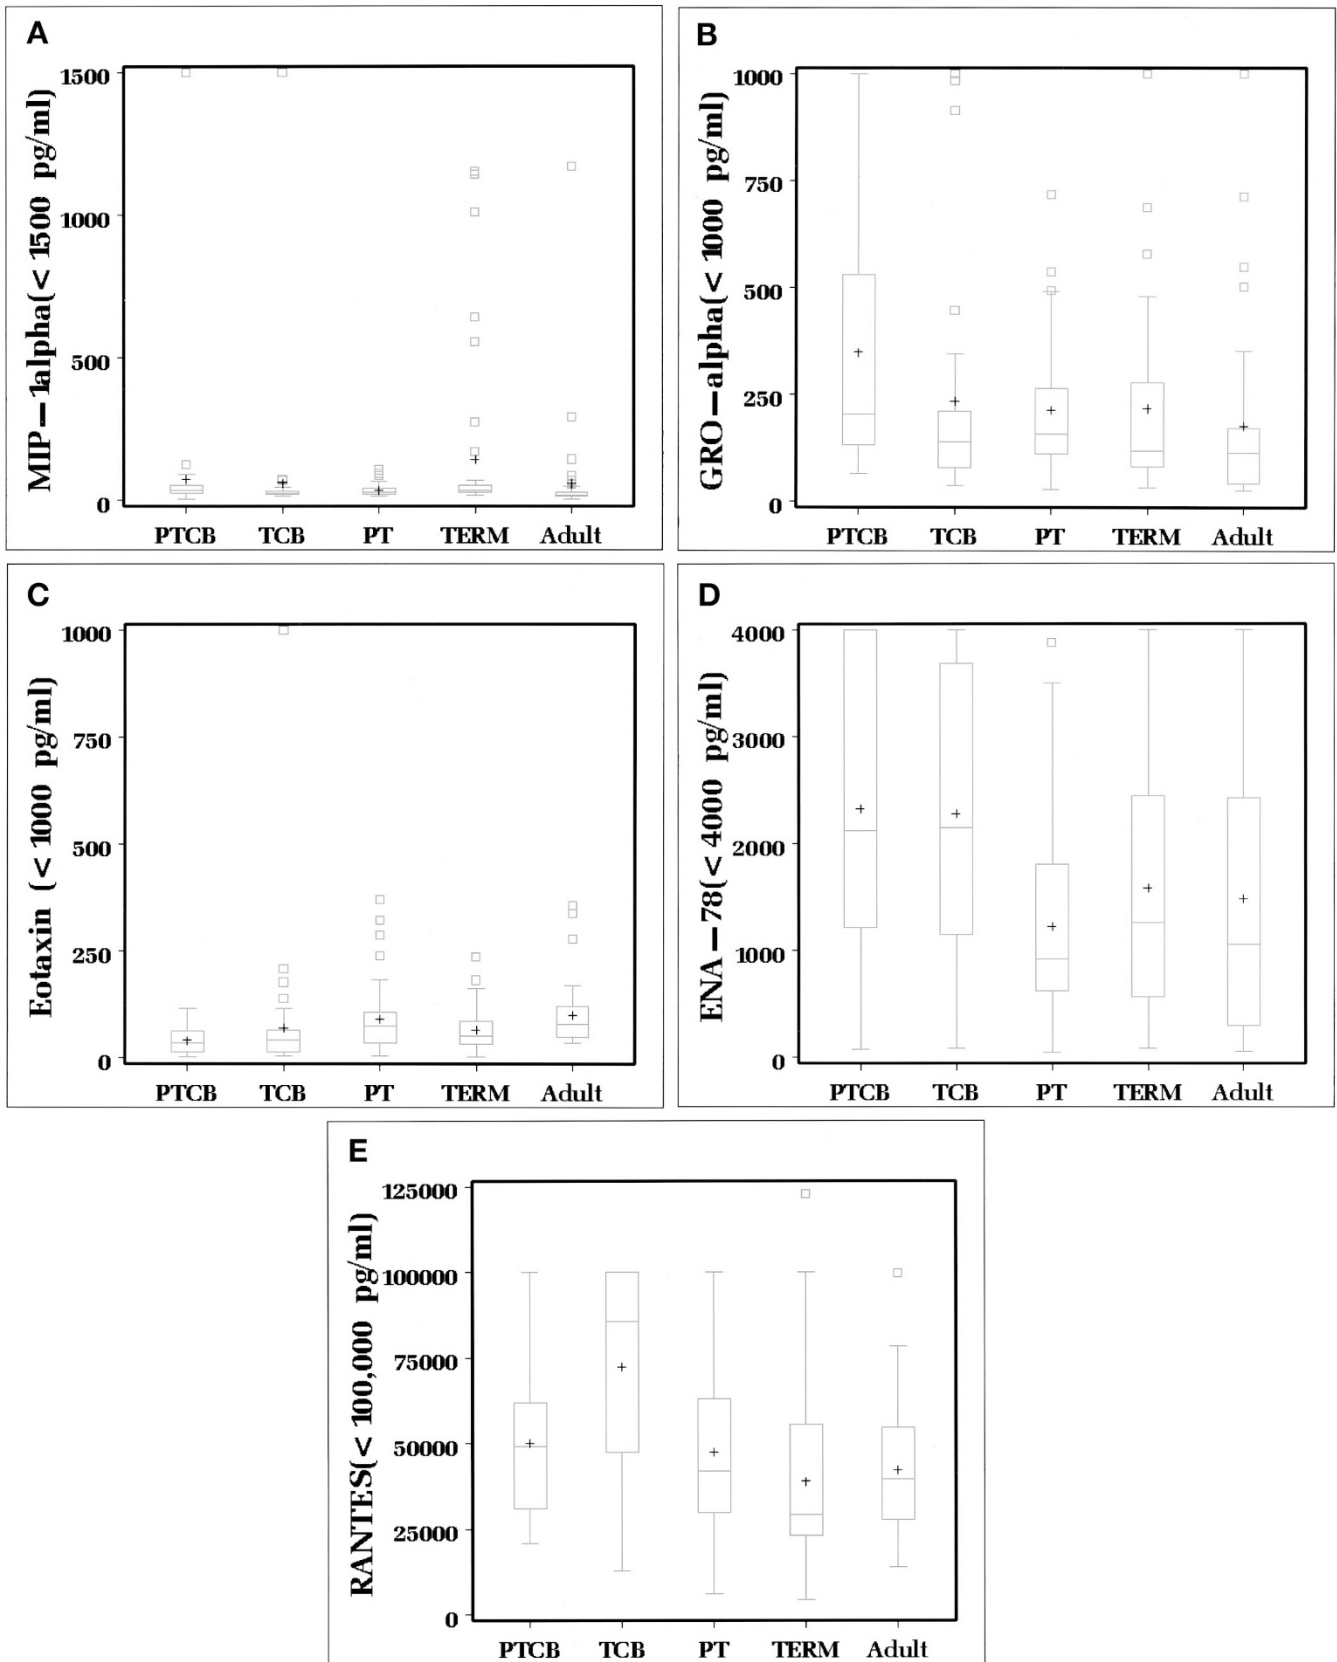 A
MIP-1alpha(< 1500 pg/ml)
1500
1000
500
0
PTCB TCB PT TERM Adult
B
GRO-alpha(< 1000 pg/ml)
1000
750
500
250
0
PTCB TCB PT TERM Adult
C
Eotaxin (< 1000 pg/ml)
1000
750
500
250
0
PTCB TCB PT TERM Adult
D
ENA-78(< 4000 pg/ml)
4000
3000
2000
1000
0
PTCB TCB PT TERM Adult
E
RANTES(< 100,000 pg/ml)
125000
100000
75000
50000
25000
0
PTCB TCB PT TERM Adult